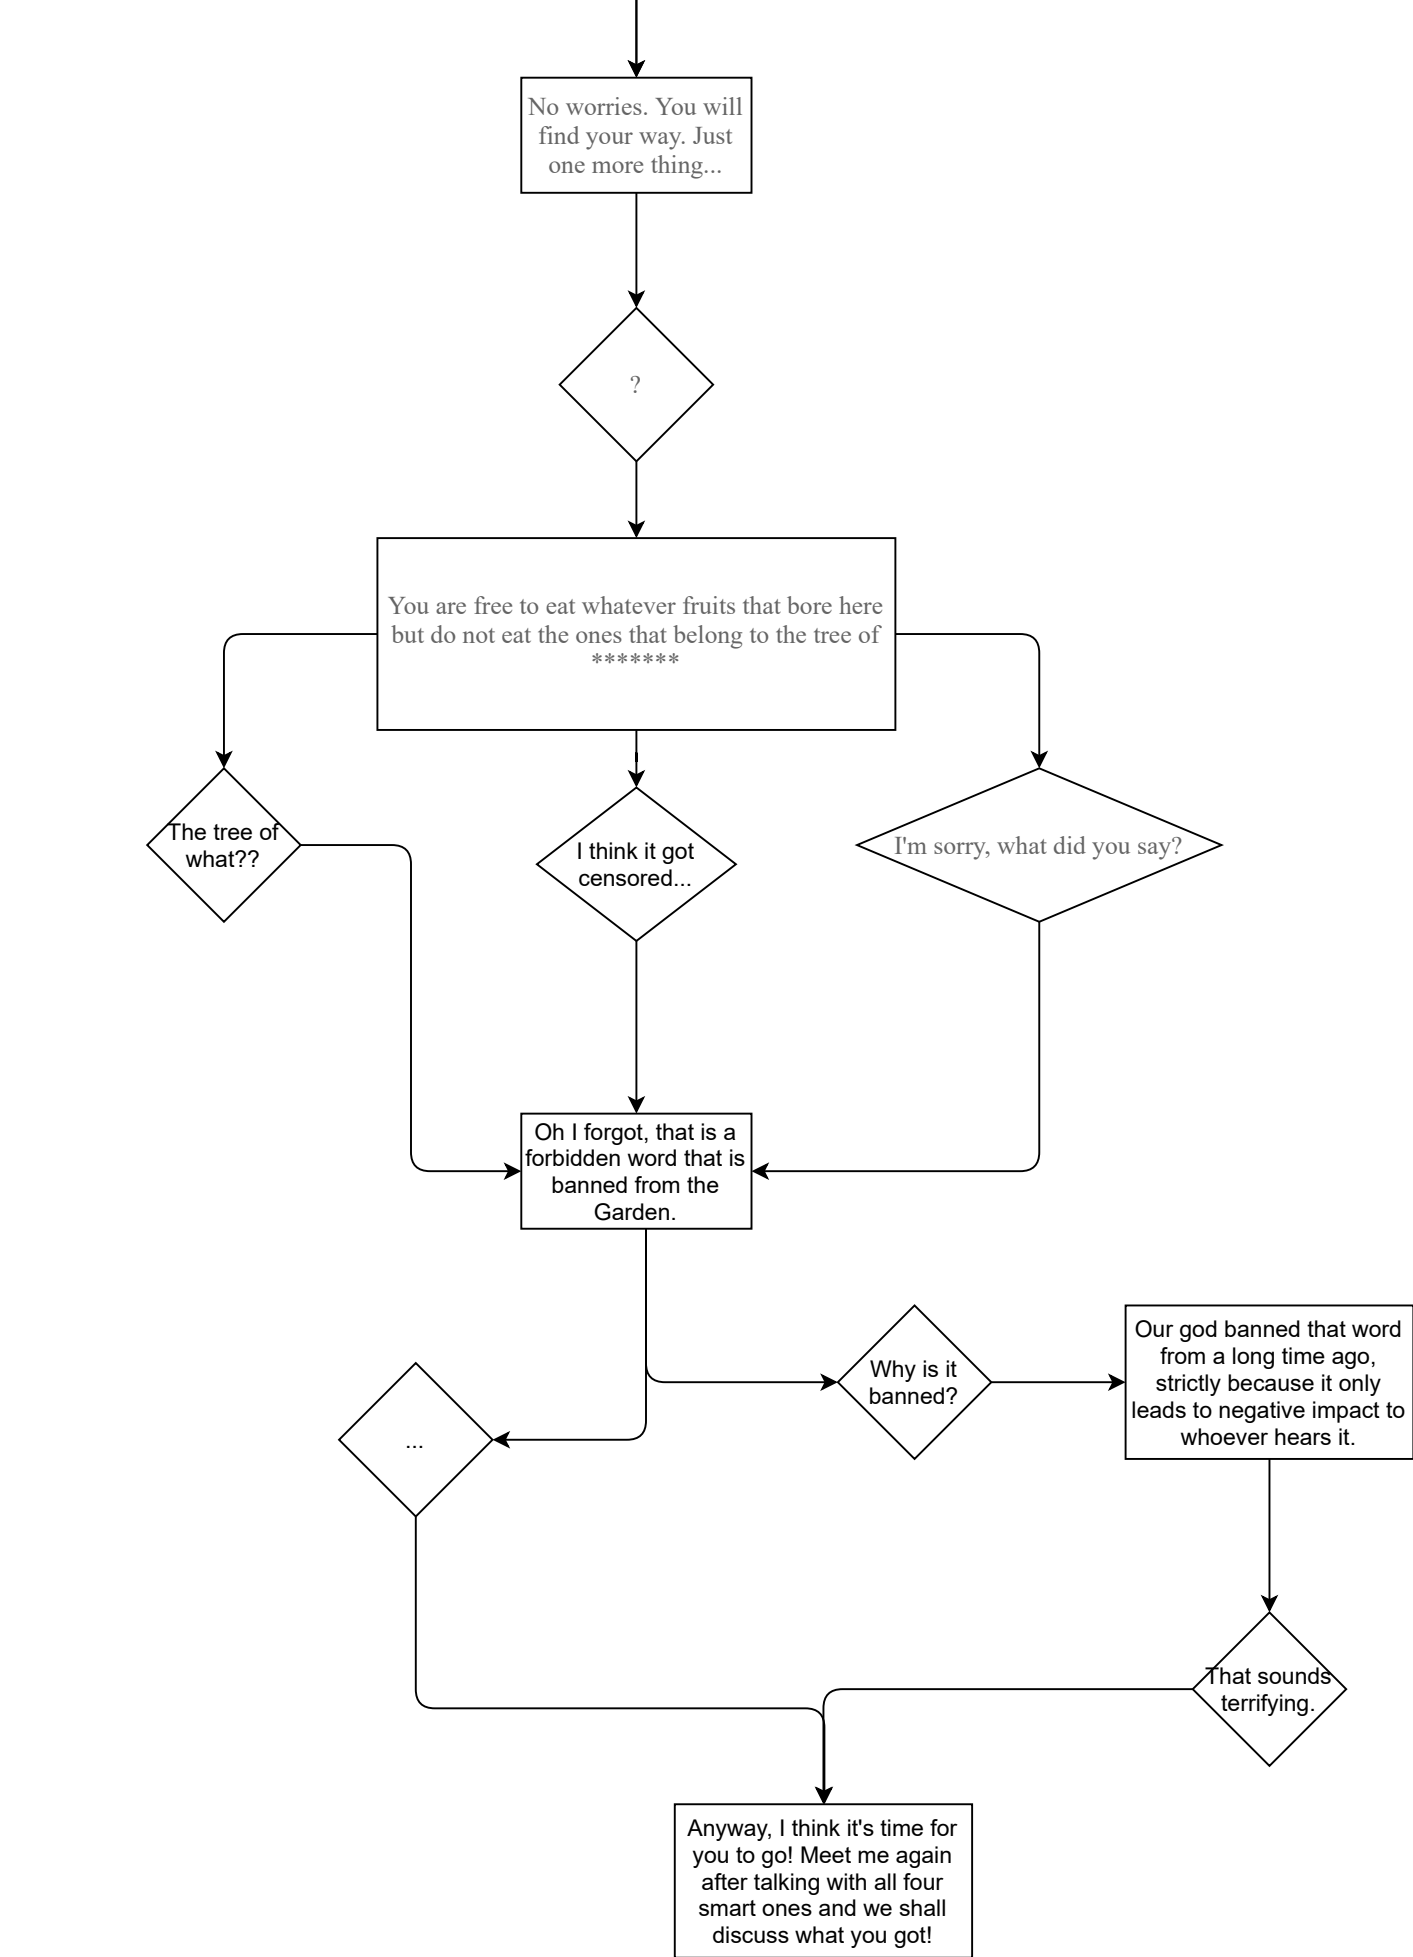 No worries. You will
find your way. Just
one more thing...
?
You are free to eat whatever fruits that bore here
but do not eat the ones that belong to the tree of
*******
The tree of
what??
I think it got
censored...
I'm sorry, what did you say?
Oh I forgot, that is a
forbidden word that is
banned from the
Garden.
Why is it
banned?
Our god banned that word
from a long time ago,
strictly because it only
leads to negative impact to
whoever hears it.
...
That sounds
terrifying.
Anyway, I think it's time for
you to go! Meet me again
after talking with all four
smart ones and we shall
discuss what you got!